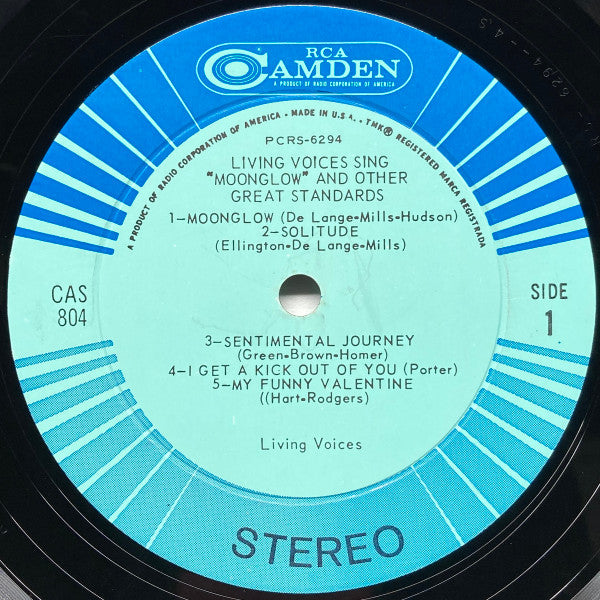 RCA
CAMDEN
A PRODUCT OF RADIO CORPORATION OF AMERICA
A PRODUCT OF RADIO CORPORATION OF AMERICA - MADE IN U.S.A. - TMK® REGISTERED MARCA REGISTRADA
PCRS-6294
LIVING VOICES SING
"MOONGLOW" AND OTHER
GREAT STANDARDS
1-MOONGLOW (De Lange-Mills-Hudson)
2-SOLITUDE
(Ellington-De Lange-Mills)
CAS
804
SIDE
1
3-SENTIMENTAL JOURNEY
(Green-Brown-Homer)
4-I GET A KICK OUT OF YOU (Porter)
5-MY FUNNY VALENTINE
((Hart-Rodgers)
Living Voices
STEREO